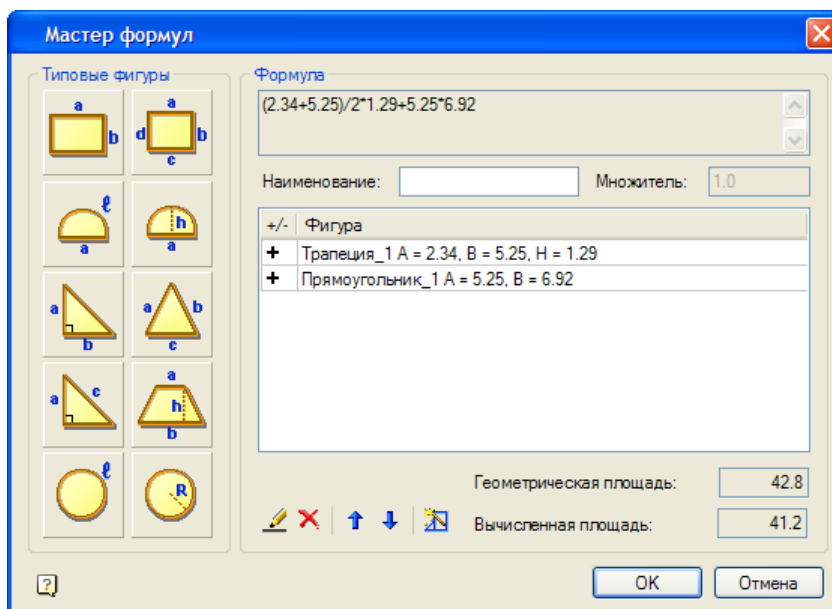 Мастер формул
Типовые фигуры
a
b
a
d
b
c
ℓ
a
h
a
a
b
a
b
c
a
c
a
h
b
ℓ
R
Формула
(2.34+5.25)/2*1.29+5.25*6.92
Наименование:
Множитель: 1.0
+/- Фигура
+ Трапеция_1 A = 2.34, B = 5.25, H = 1.29
+ Прямоугольник_1 A = 5.25, B = 6.92
Геометрическая площадь: 42.8
Вычисленная площадь: 41.2
?
OK
Отмена